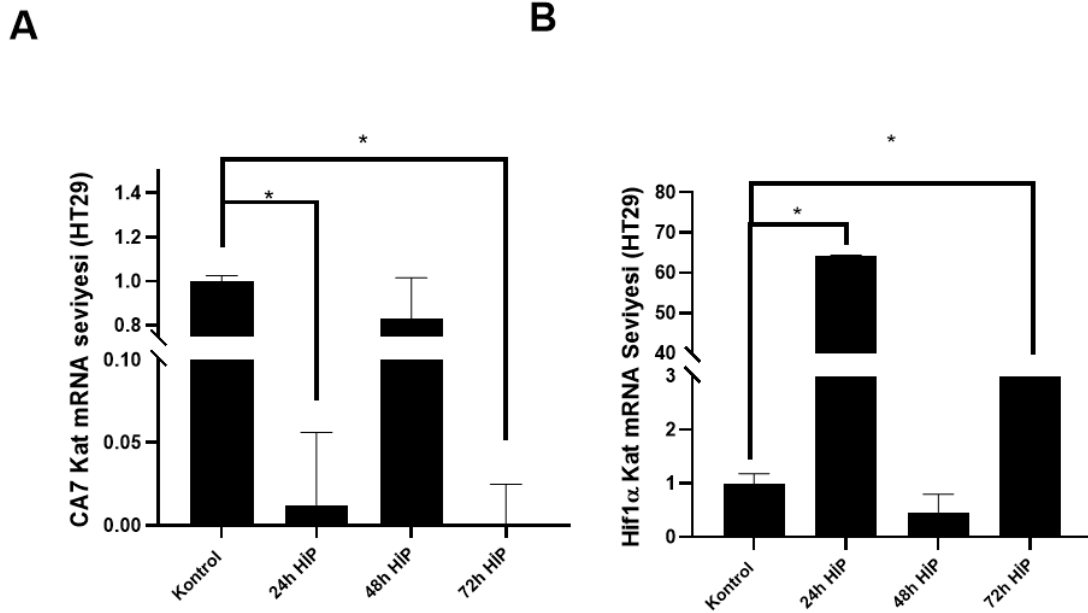 A
B
*
*
CA7 Kat mRNA seviyesi (HT29)
1.4
1.2
1.0
0.8
0.10
0.05
0.00
Kontrol
24h HİP
48h HİP
72h HİP
*
*
Hif1α Kat mRNA Seviyesi (HT29)
80
70
60
50
40
3
2
1
0
Kontrol
24h HİP
48h HİP
72h HİP